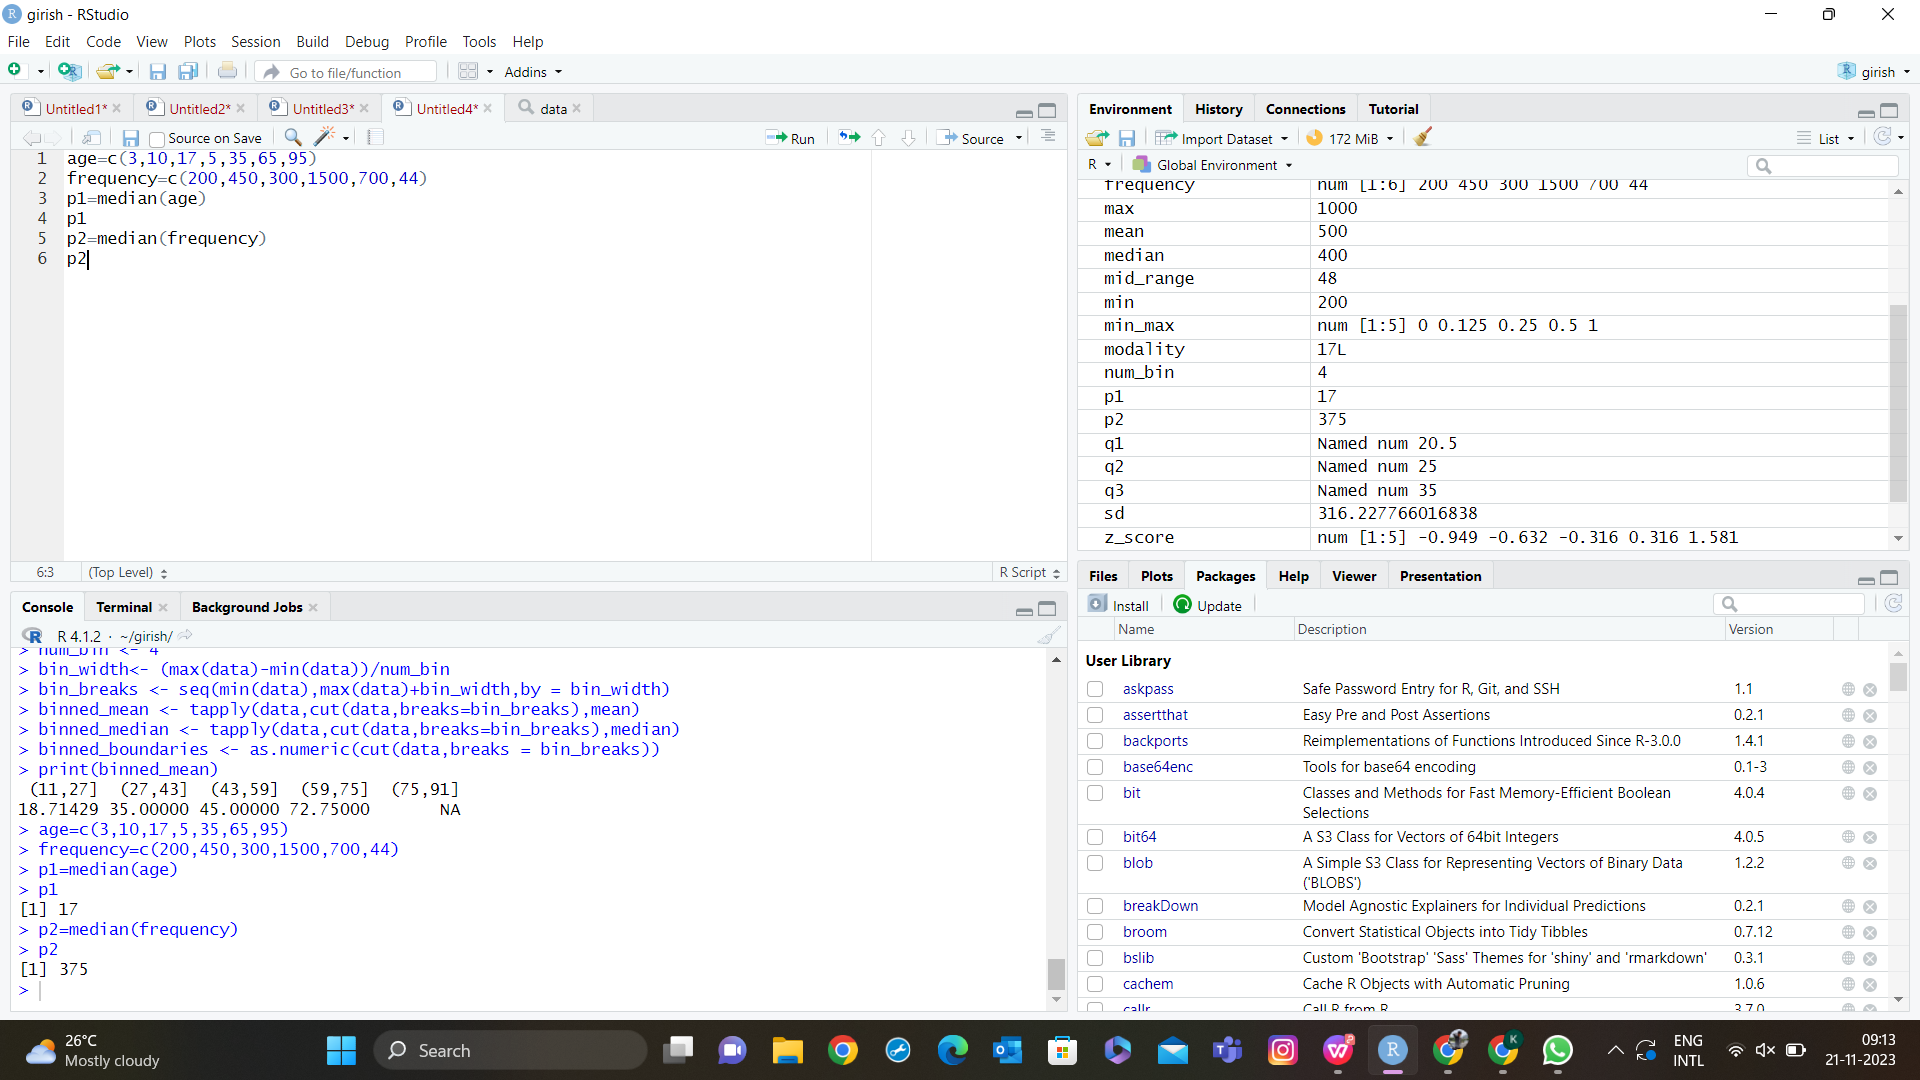 girish - RStudio
File Edit Code View Plots Session Build Debug Profile Tools Help
Go to file/function Addins girish
Untitled1* Untitled2* Untitled3* Untitled4* data
Source on Save Run Source
1 age=c(3,10,17,5,35,65,95)
2 frequency=c(200,450,300,1500,700,44)
3 p1=median(age)
4 p1
5 p2=median(frequency)
6 p2
6:3 (Top Level) R Script
Console Terminal Background Jobs
R 4.1.2 · ~/girish/
> num_bin <- 4
> bin_width<- (max(data)-min(data))/num_bin
> bin_breaks <- seq(min(data),max(data)+bin_width,by = bin_width)
> binned_mean <- tapply(data,cut(data,breaks=bin_breaks),mean)
> binned_median <- tapply(data,cut(data,breaks=bin_breaks),median)
> binned_boundaries <- as.numeric(cut(data,breaks = bin_breaks))
> print(binned_mean)
(11,27] (27,43] (43,59] (59,75] (75,91]
18.71429 35.00000 45.00000 72.75000 NA
> age=c(3,10,17,5,35,65,95)
> frequency=c(200,450,300,1500,700,44)
> p1=median(age)
> p1
[1] 17
> p2=median(frequency)
> p2
[1] 375
>
Environment History Connections Tutorial
Import Dataset 172 MiB List
R Global Environment
frequency num [1:6] 200 450 300 1500 700 44
max 1000
mean 500
median 400
mid_range 48
min 200
min_max num [1:5] 0 0.125 0.25 0.5 1
modality 17L
num_bin 4
p1 17
p2 375
q1 Named num 20.5
q2 Named num 25
q3 Named num 35
sd 316.227766016838
z_score num [1:5] -0.949 -0.632 -0.316 0.316 1.581
Files Plots Packages Help Viewer Presentation
Install Update
Name Description Version
User Library
askpass Safe Password Entry for R, Git, and SSH 1.1
assertthat Easy Pre and Post Assertions 0.2.1
backports Reimplementations of Functions Introduced Since R-3.0.0 1.4.1
base64enc Tools for base64 encoding 0.1-3
bit Classes and Methods for Fast Memory-Efficient Boolean 4.0.4
Selections
bit64 A S3 Class for Vectors of 64bit Integers 4.0.5
blob A Simple S3 Class for Representing Vectors of Binary Data 1.2.2
('BLOBS')
breakDown Model Agnostic Explainers for Individual Predictions 0.2.1
broom Convert Statistical Objects into Tidy Tibbles 0.7.12
bslib Custom 'Bootstrap' 'Sass' Themes for 'shiny' and 'rmarkdown' 0.3.1
cachem Cache R Objects with Automatic Pruning 1.0.6
callr Call R from R 3.7.0
26°C
Mostly cloudy
Search
ENG
INTL
09:13
21-11-2023